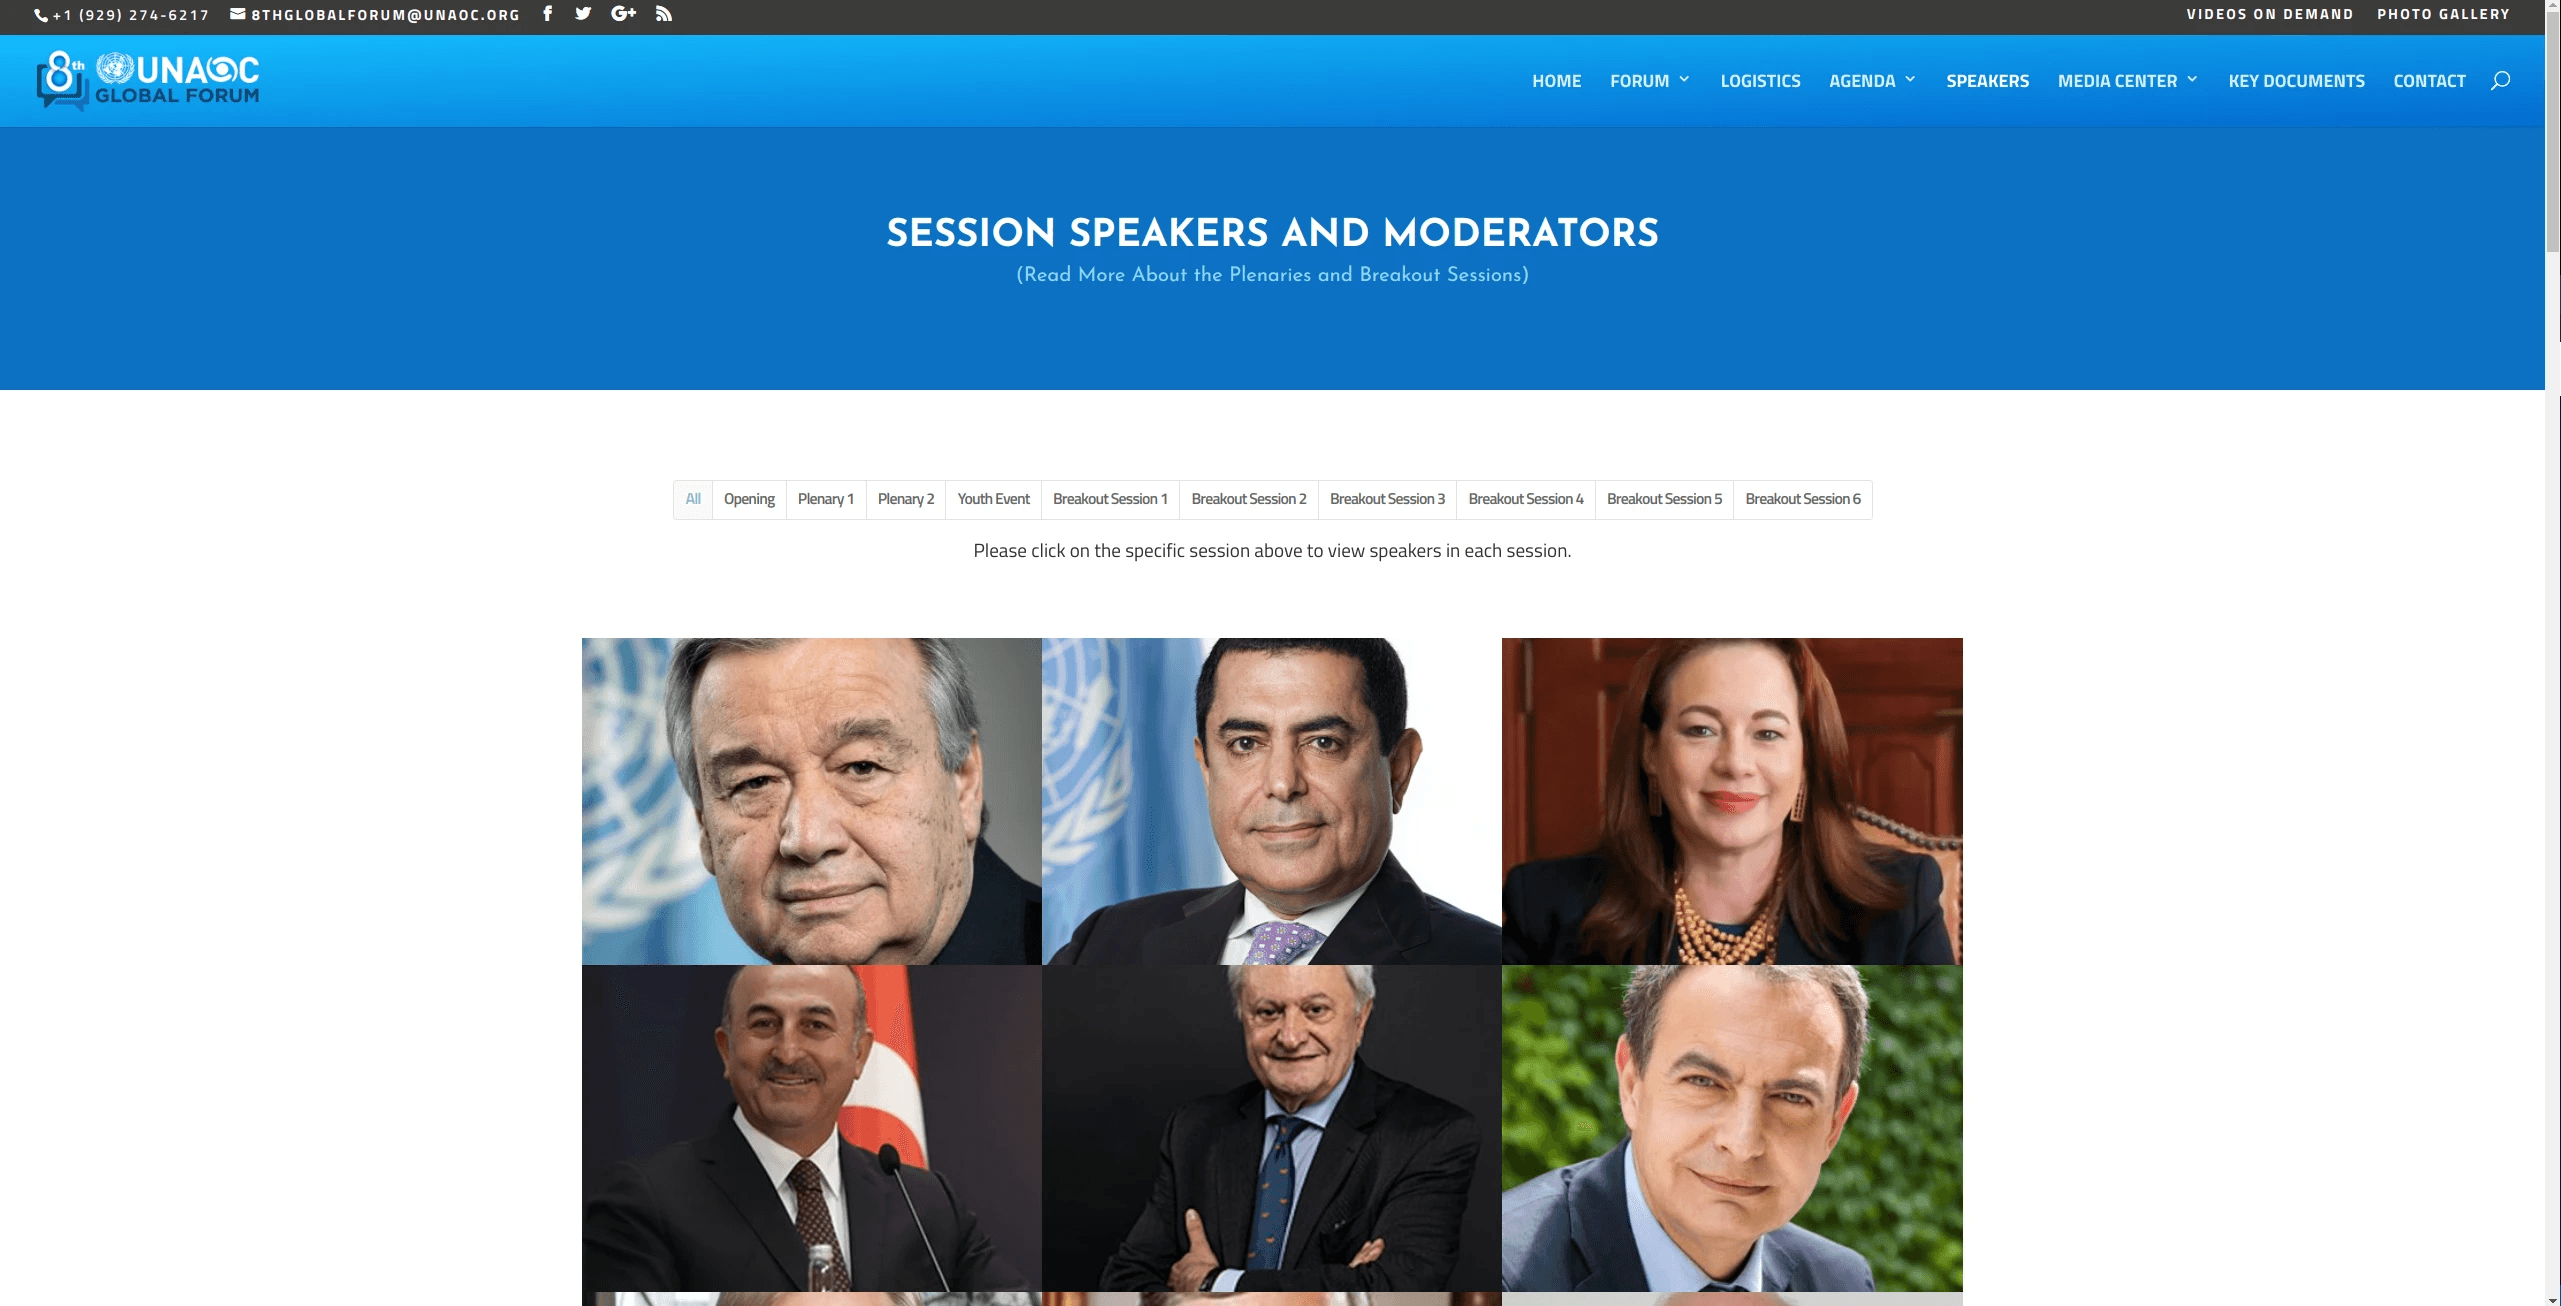 +1 (929) 274-6217 8THGLOBALFORUM@UNAOC.ORG G+ VIDEOS ON DEMAND PHOTO GALLERY
8th UNAOC
GLOBAL FORUM
HOME FORUM LOGISTICS AGENDA SPEAKERS MEDIA CENTER KEY DOCUMENTS CONTACT
SESSION SPEAKERS AND MODERATORS
(Read More About the Plenaries and Breakout Sessions)
All Opening Plenary 1 Plenary 2 Youth Event Breakout Session 1 Breakout Session 2 Breakout Session 3 Breakout Session 4 Breakout Session 5 Breakout Session 6
Please click on the specific session above to view speakers in each session.